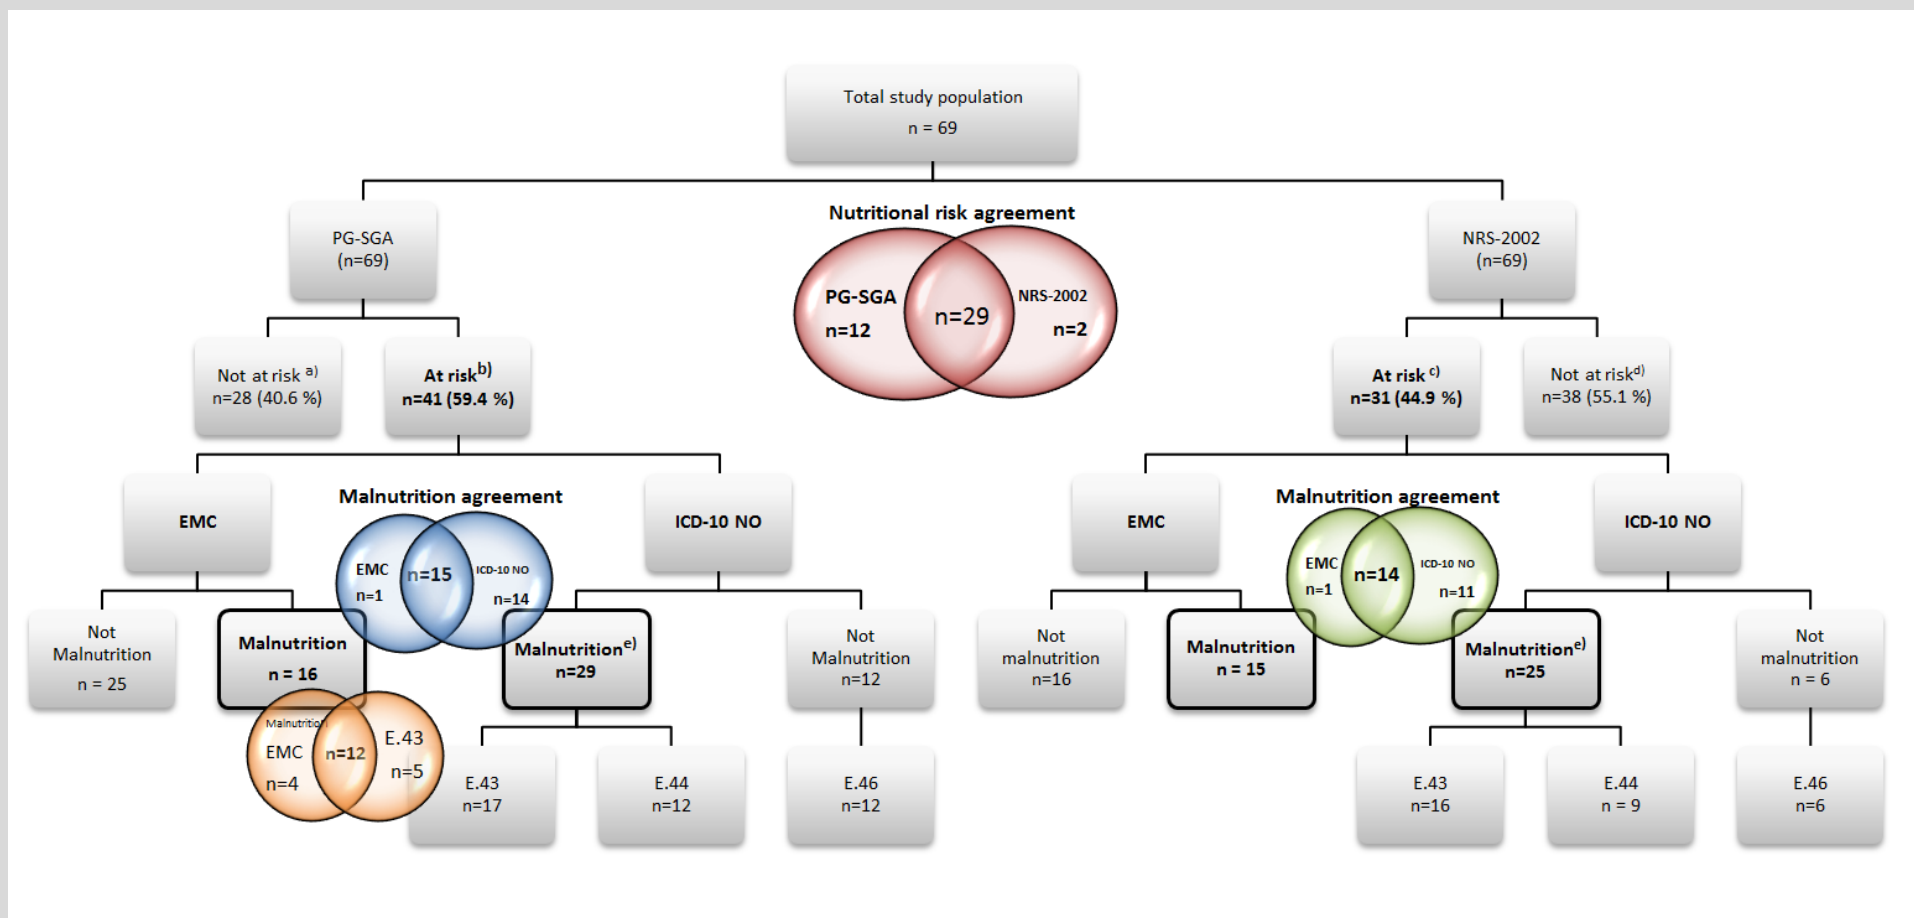 Total study population
n = 69
Nutritional risk agreement
PG-SGA
(n=69)
NRS-2002
(n=69)
PG-SGA
n=12
n=29
NRS-2002
n=2
Not at risk a)
n=28 (40.6 %)
At risk b)
n=41 (59.4 %)
At risk c)
n=31 (44.9 %)
Not at risk d)
n=38 (55.1 %)
EMC
Malnutrition agreement
ICD-10 NO
EMC
Malnutrition agreement
ICD-10 NO
EMC
n=1
n=15
ICD-10 NO
n=14
EMC
n=1
n=14
ICD-10 NO
n=11
Not
Malnutrition
n = 25
Malnutrition
n = 16
Malnutrition e)
n=29
Not
Malnutrition
n=12
Not
malnutrition
n=16
Malnutrition
n = 15
Malnutrition e)
n=25
Not
malnutrition
n = 6
Malnutrition
EMC
n=4
n=12
E.43
n=5
E.43
n=17
E.44
n=12
E.46
n=12
E.43
n=16
E.44
n = 9
E.46
n=6